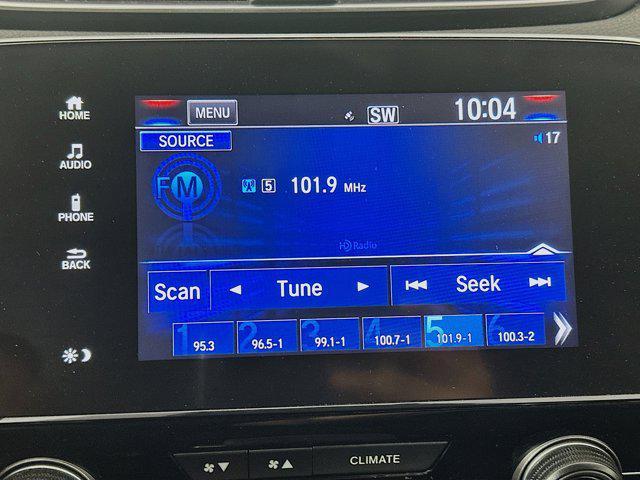 HOME
AUDIO
PHONE
BACK
MENU SW 10:04
SOURCE 17
FM 5 101.9 MHz
HD Radio
Scan Tune Seek
1 95.3 2 96.5-1 3 99.1-1 4 100.7-1 5 101.9-1 6 100.3-2
CLIMATE